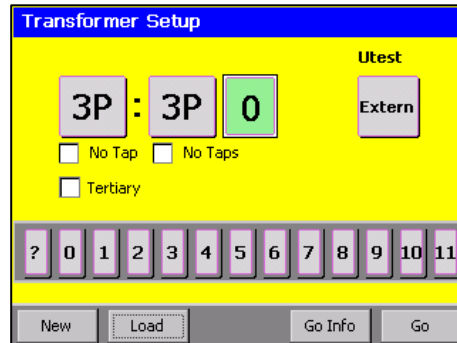 Transformer Setup
Utest
3P : 3P 0 Extern
No Tap No Taps
Tertiary
? 0 1 2 3 4 5 6 7 8 9 10 11
New Load Go Info Go